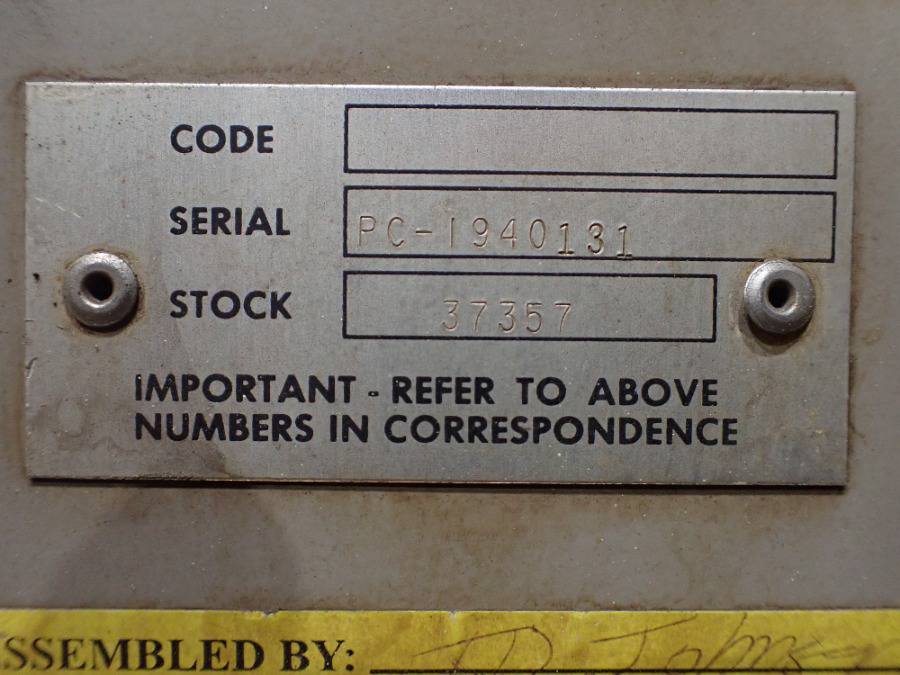 CODE
SERIAL PC-1940131
STOCK 37357
IMPORTANT - REFER TO ABOVE
NUMBERS IN CORRESPONDENCE
SSEMBLED BY: